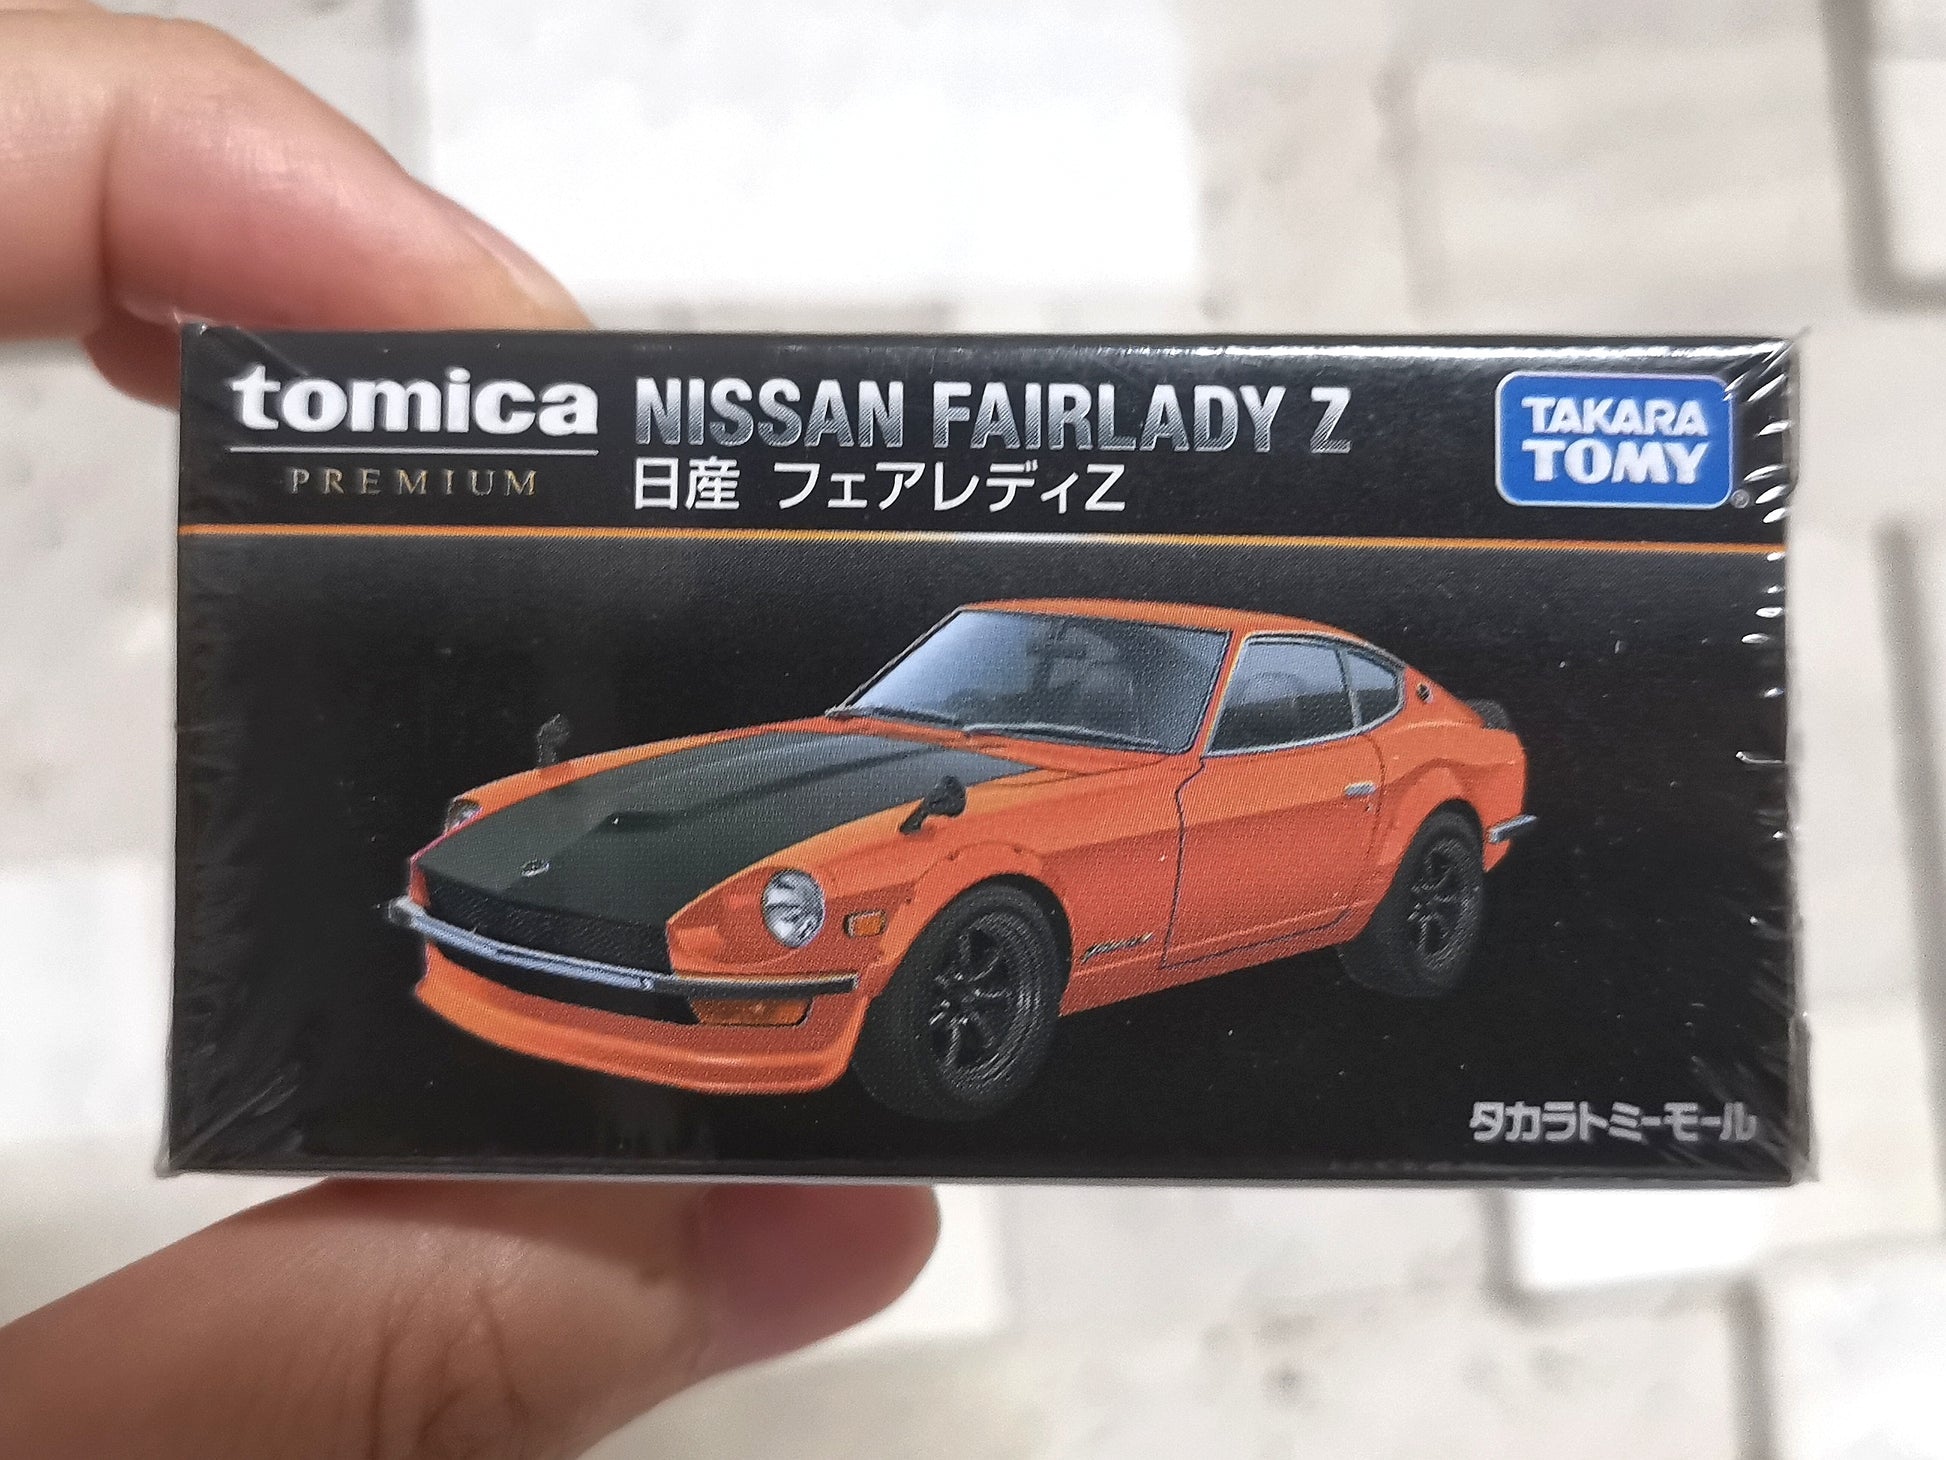 tomica
PREMIUM
NISSAN FAIRLADY Z
日産 フェアレディZ
TAKARA
TOMY
®
タカラトミーモール